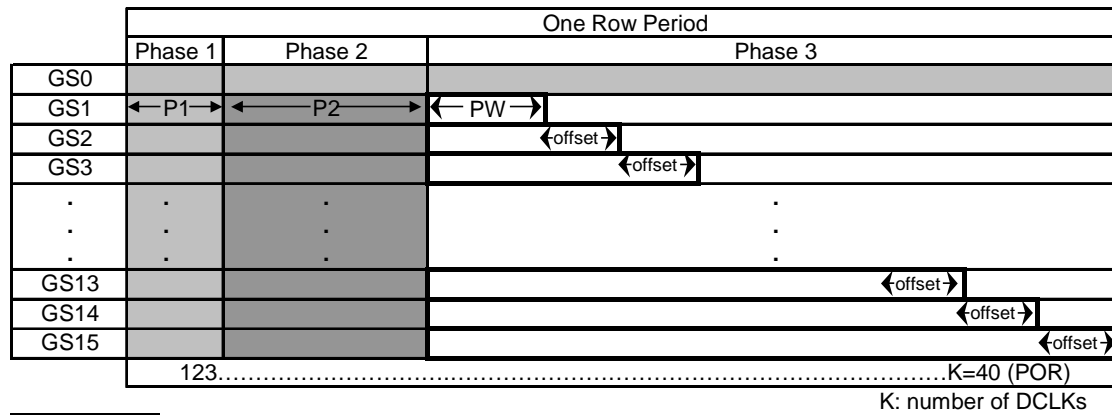 One Row Period
Phase 1 Phase 2 Phase 3
GS0
GS1 P1 P2 PW
GS2 offset
GS3 offset
. . .
. . .
. . .
GS13 offset
GS14 offset
GS15 offset
123……………………………………………………………………………………K=40 (POR)
K: number of DCLKs